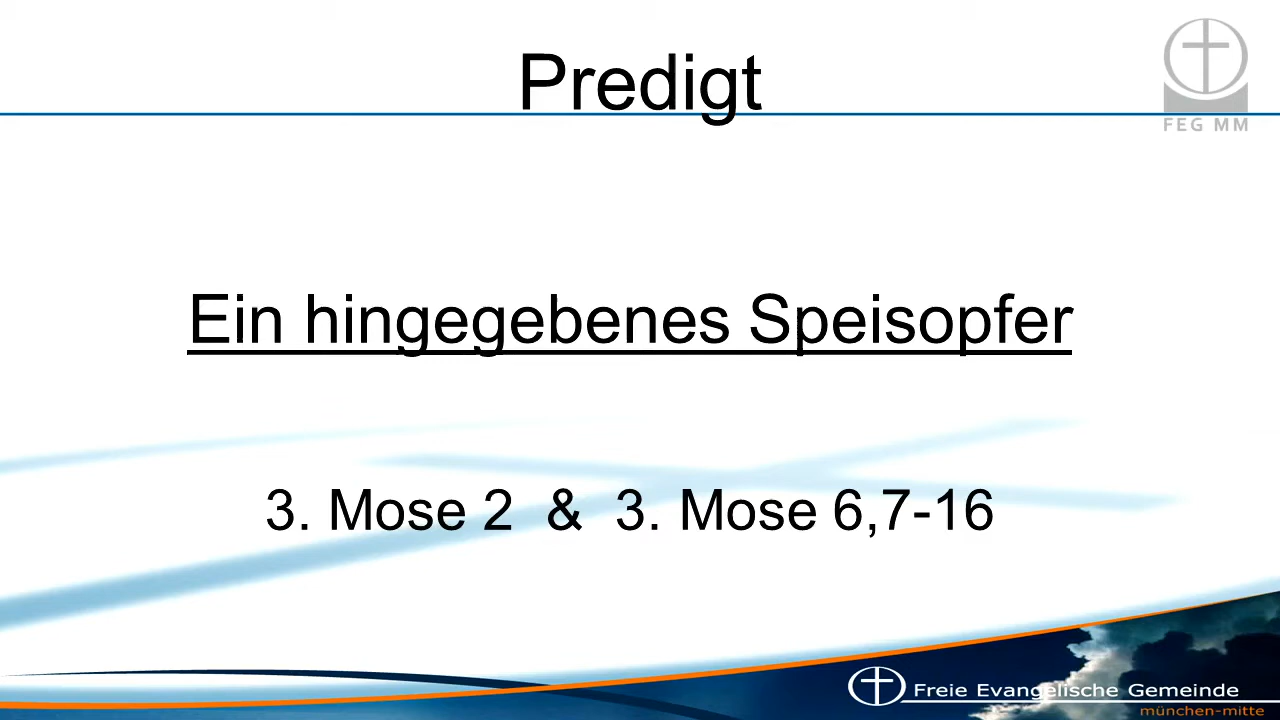 Predigt
FEG MM
Ein hingegebenes Speisopfer
3. Mose 2 & 3. Mose 6,7-16
Freie Evangelische Gemeinde
münchen-mitte